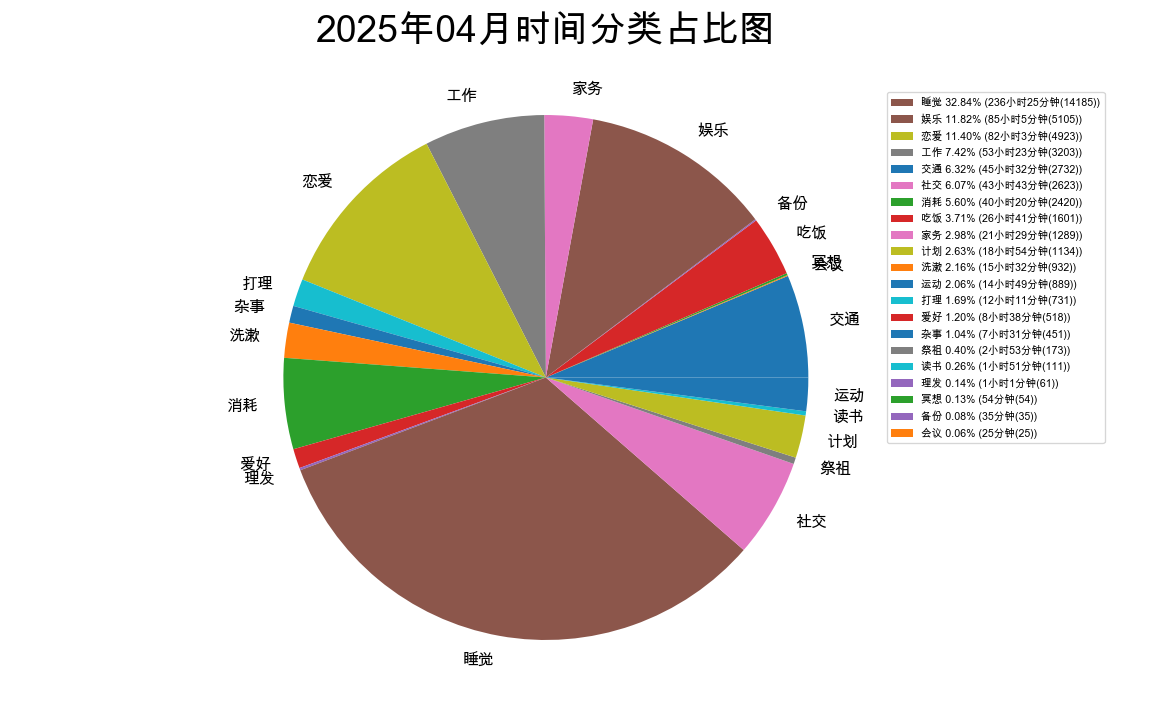 2025年04月时间分类占比图
家务
工作
娱乐
恋爱
备份
吃饭
冥想
会议
打理
杂事
交通
洗漱
运动
消耗
读书
计划
爱好
祭祖
理发
社交
睡觉
睡觉 32.84% (236小时25分钟(14185))
娱乐 11.82% (85小时5分钟(5105))
恋爱 11.40% (82小时3分钟(4923))
工作 7.42% (53小时23分钟(3203))
交通 6.32% (45小时32分钟(2732))
社交 6.07% (43小时43分钟(2623))
消耗 5.60% (40小时20分钟(2420))
吃饭 3.71% (26小时41分钟(1601))
家务 2.98% (21小时29分钟(1289))
计划 2.63% (18小时54分钟(1134))
洗漱 2.16% (15小时32分钟(932))
运动 2.06% (14小时49分钟(889))
打理 1.69% (12小时11分钟(731))
爱好 1.20% (8小时38分钟(518))
杂事 1.04% (7小时31分钟(451))
祭祖 0.40% (2小时53分钟(173))
读书 0.26% (1小时51分钟(111))
理发 0.14% (1小时1分钟(61))
冥想 0.13% (54分钟(54))
备份 0.08% (35分钟(35))
会议 0.06% (25分钟(25))